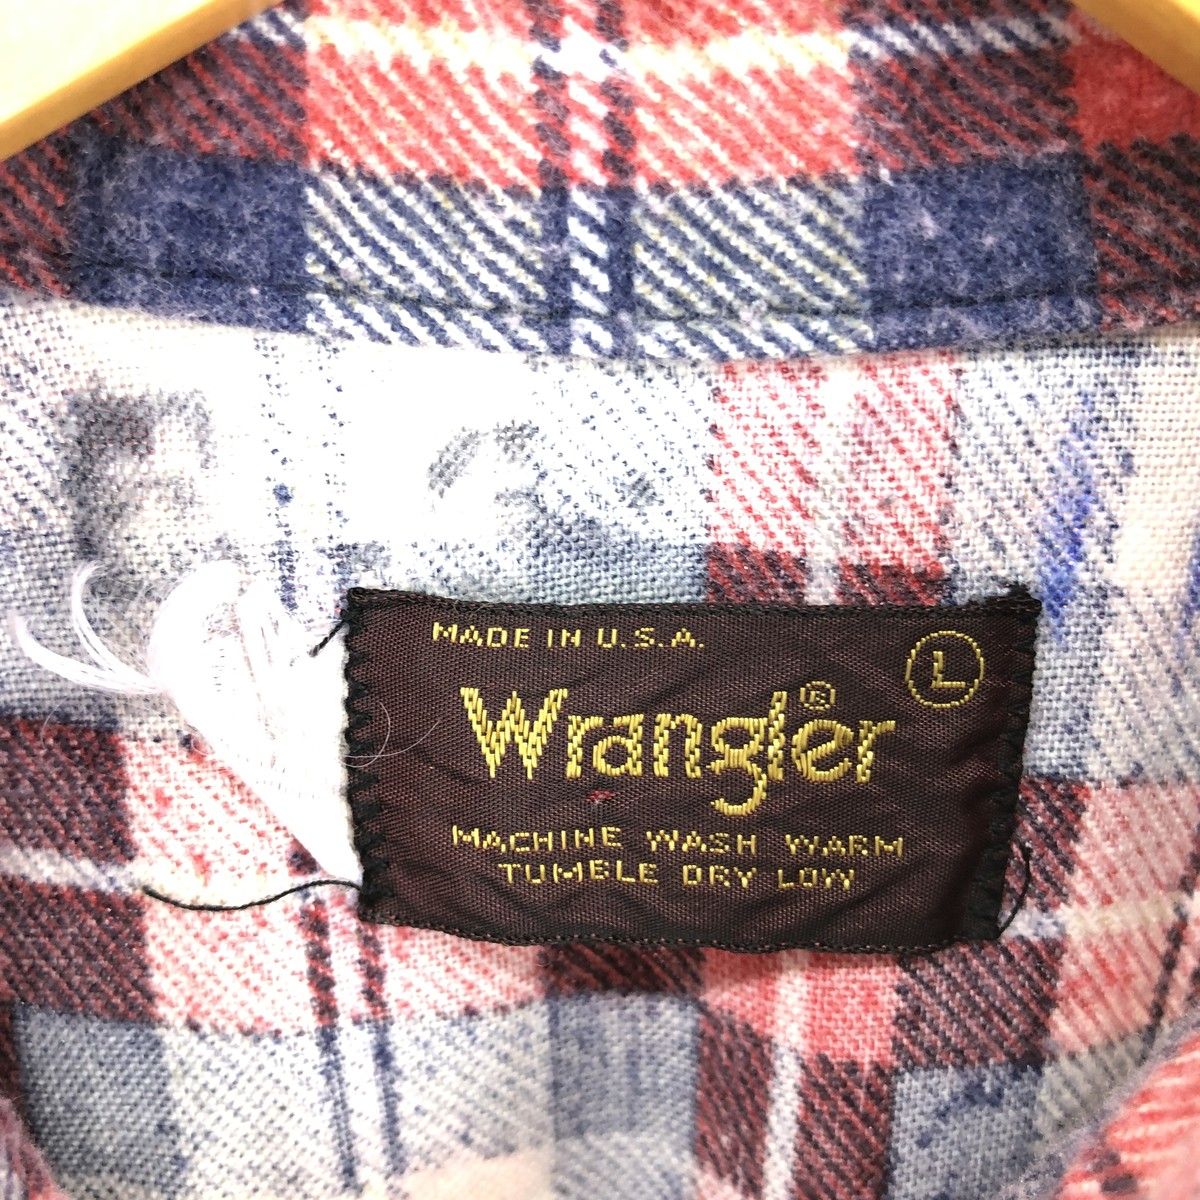 MADE IN U.S.A.
L
Wrangler®
MACHINE WASH WARM
TUMBLE DRY LOW